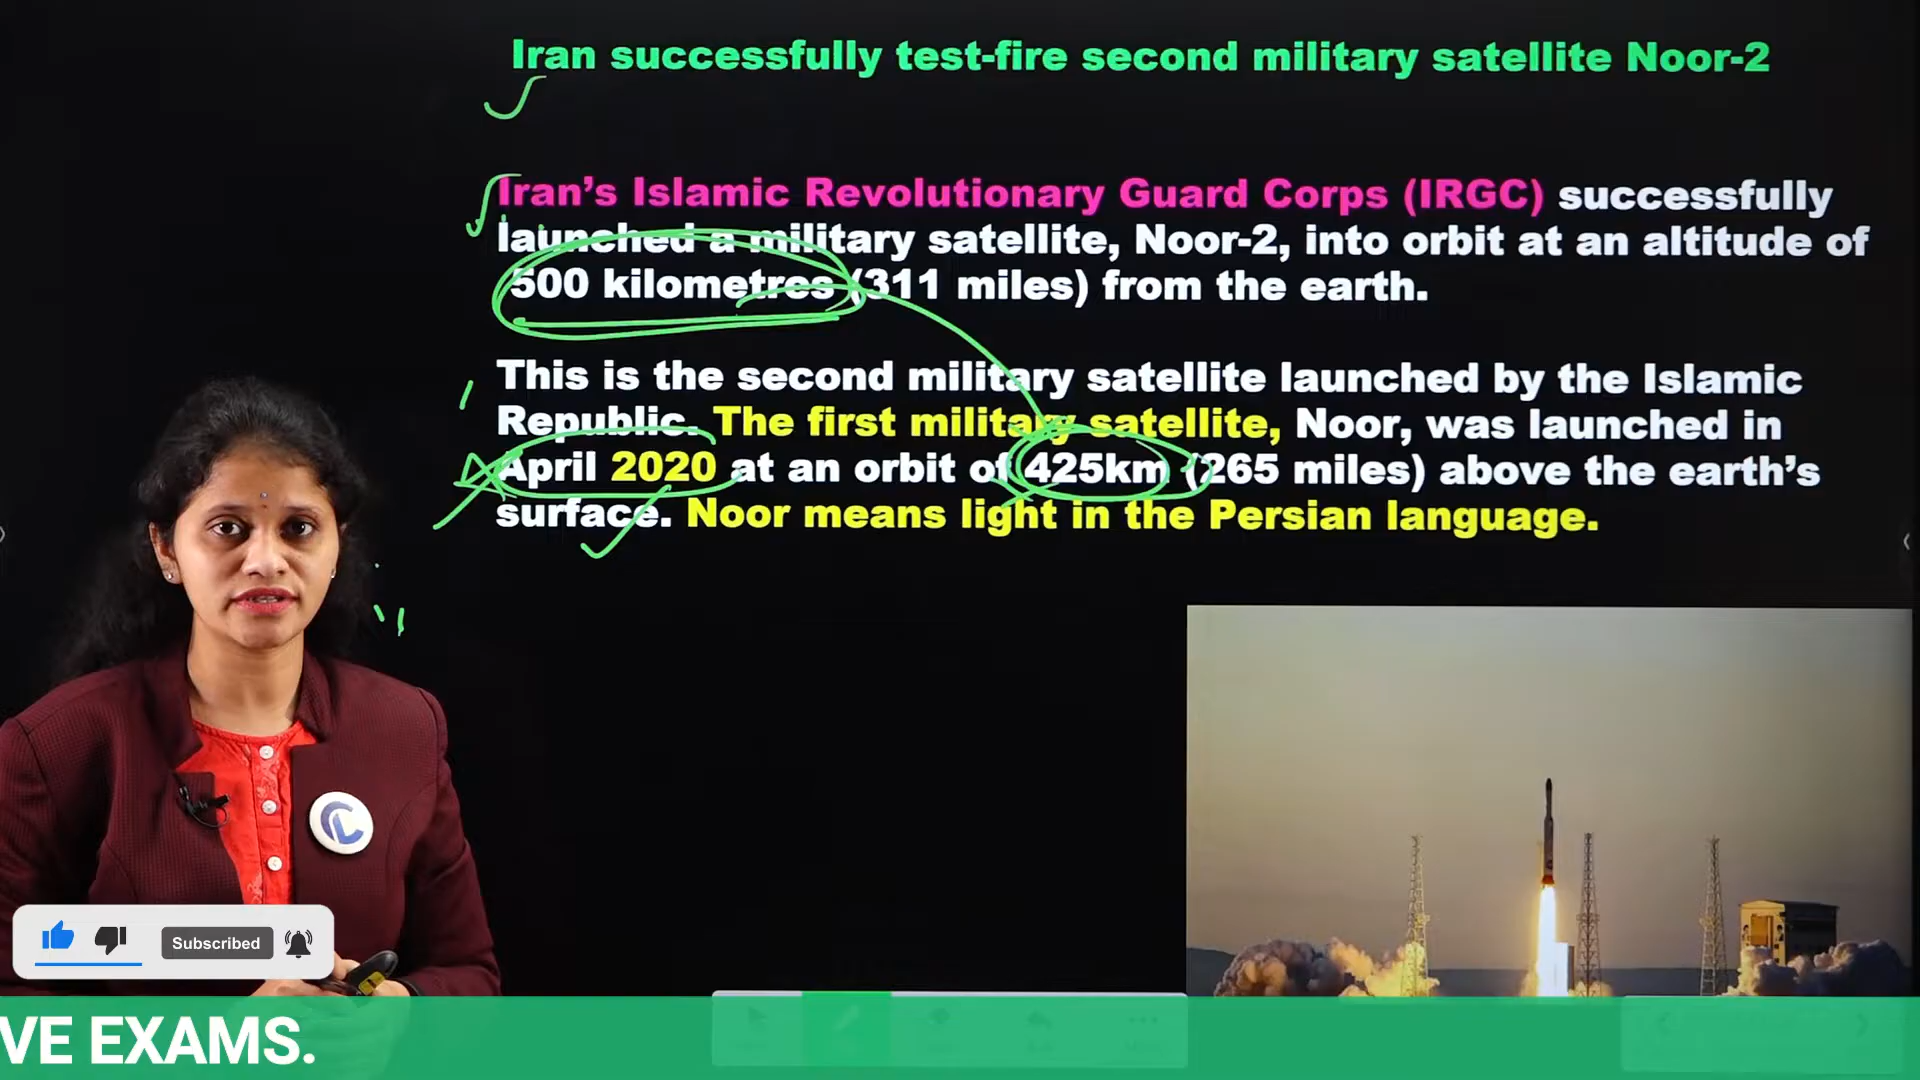 Iran successfully test-fire second military satellite Noor-2
Iran’s Islamic Revolutionary Guard Corps (IRGC) successfully
launched a military satellite, Noor-2, into orbit at an altitude of
500 kilometres (311 miles) from the earth.
This is the second military satellite launched by the Islamic
Republic. The first military satellite, Noor, was launched in
April 2020 at an orbit of 425km (265 miles) above the earth’s
surface. Noor means light in the Persian language.
Subscribed
VE EXAMS.